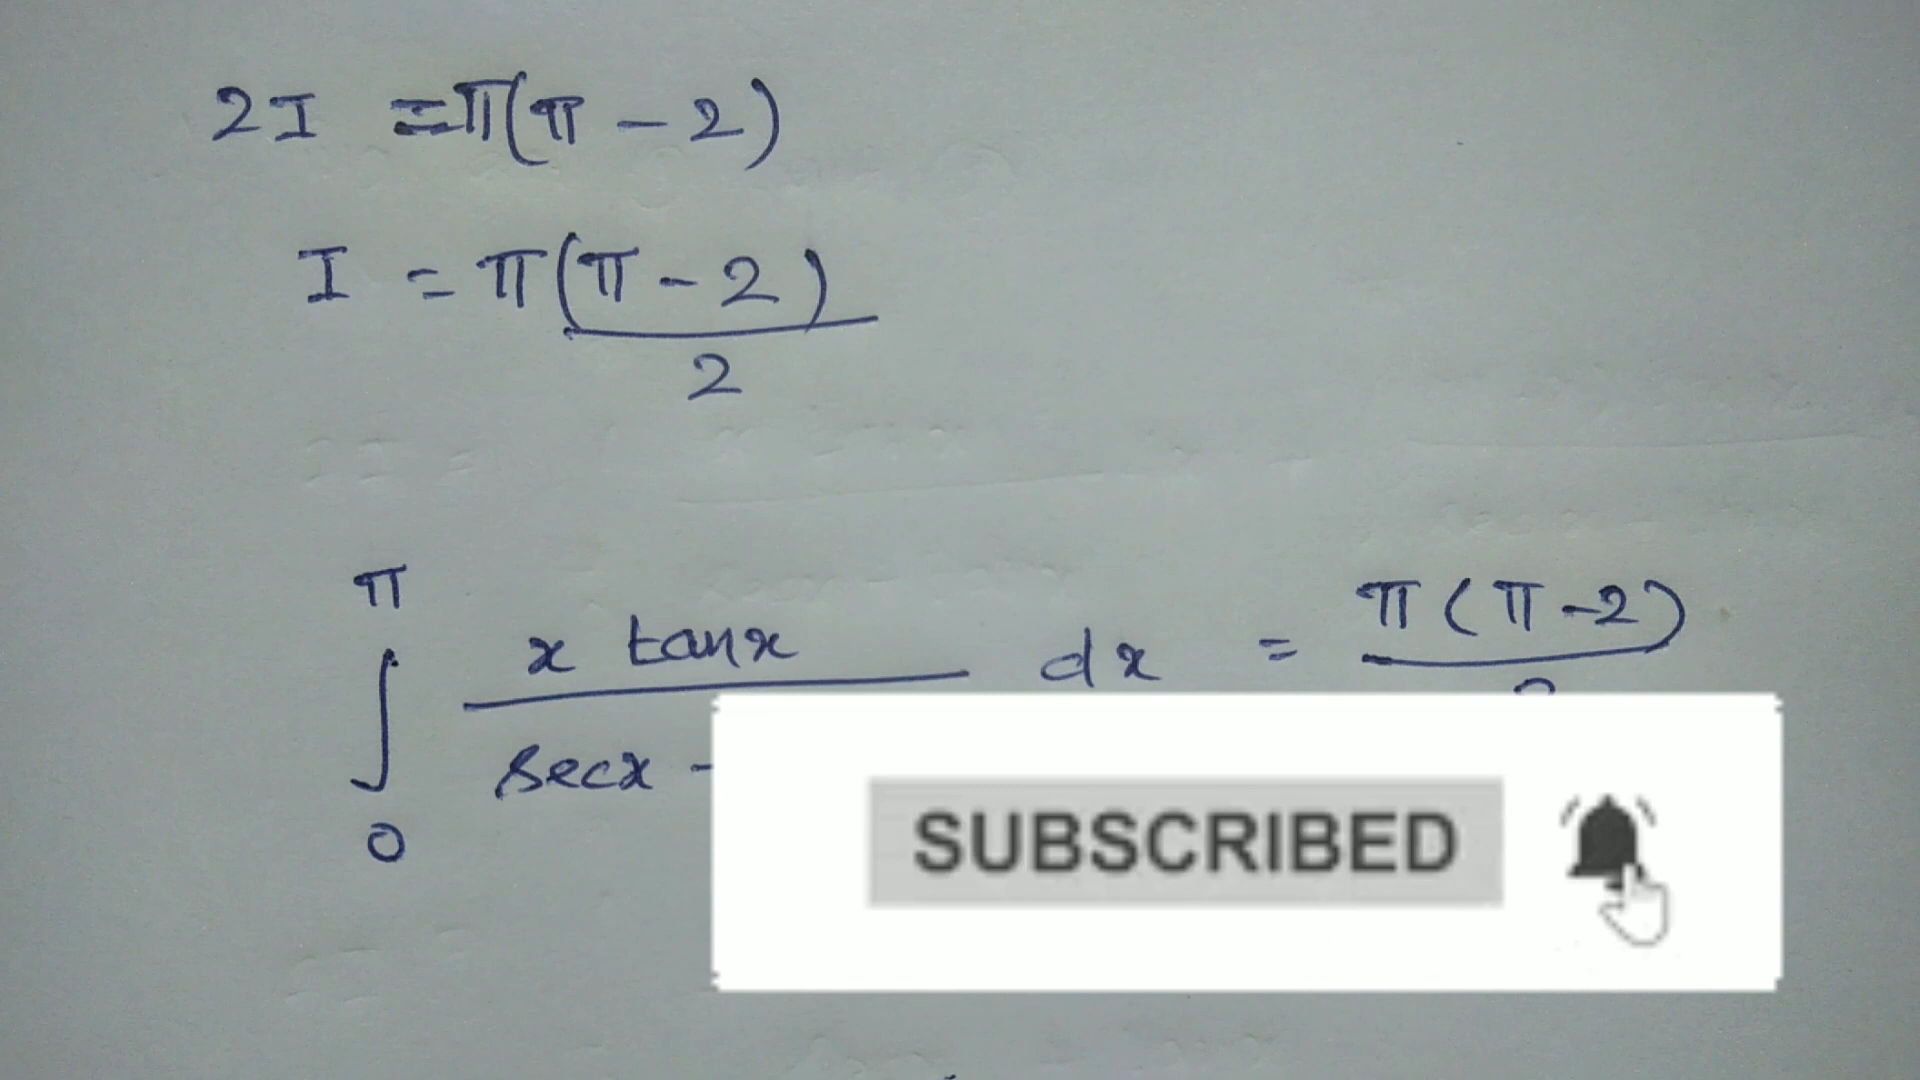 2I = π(π - 2)
I = π(π - 2)
2
π
∫ x tanx dx = π(π-2)
secx -
0
SUBSCRIBED